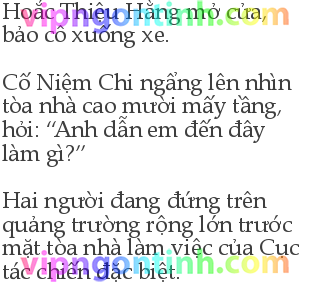 Hoắc Thiệu Hằng mở cửa,
bảo cô xuống xe.
Cố Niệm Chi ngẩng lên nhìn
tòa nhà cao mười mấy tầng,
hỏi: “Anh dẫn em đến đây
làm gì?”
Hai người đang đứng trên
quảng trường rộng lớn trước
mặt tòa nhà làm việc của Cục
tác chiến đặc biệt.
vipngontinh.com
vipngontinh.com
vipngontinh.com